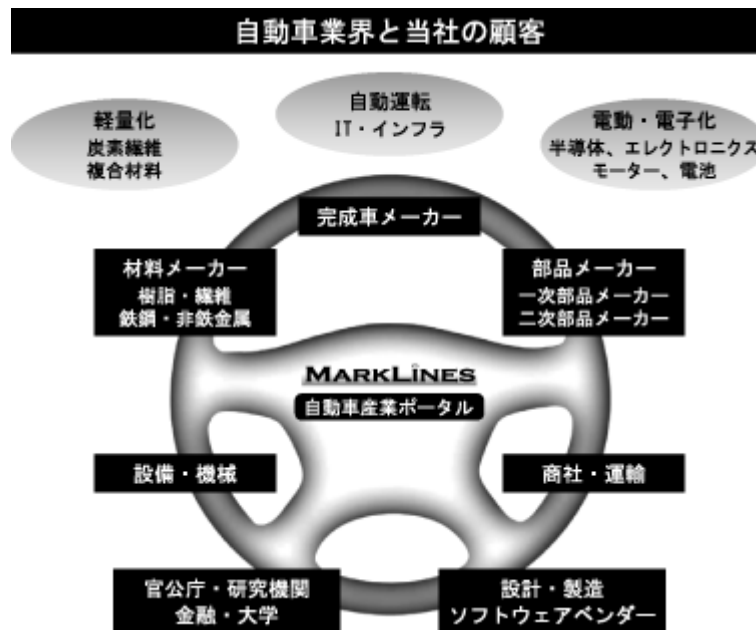 自動車業界と当社の顧客
自動運転
IT・インフラ
軽量化
炭素繊維
複合材料
電動・電子化
半導体、エレクトロニクス
モーター、電池
完成車メーカー
材料メーカー
樹脂・繊維
鉄鋼・非鉄金属
部品メーカー
一次部品メーカー
二次部品メーカー
MARKLINES
自動車産業ポータル
設備・機械
商社・運輸
官公庁・研究機関
金融・大学
設計・製造
ソフトウェアベンダー